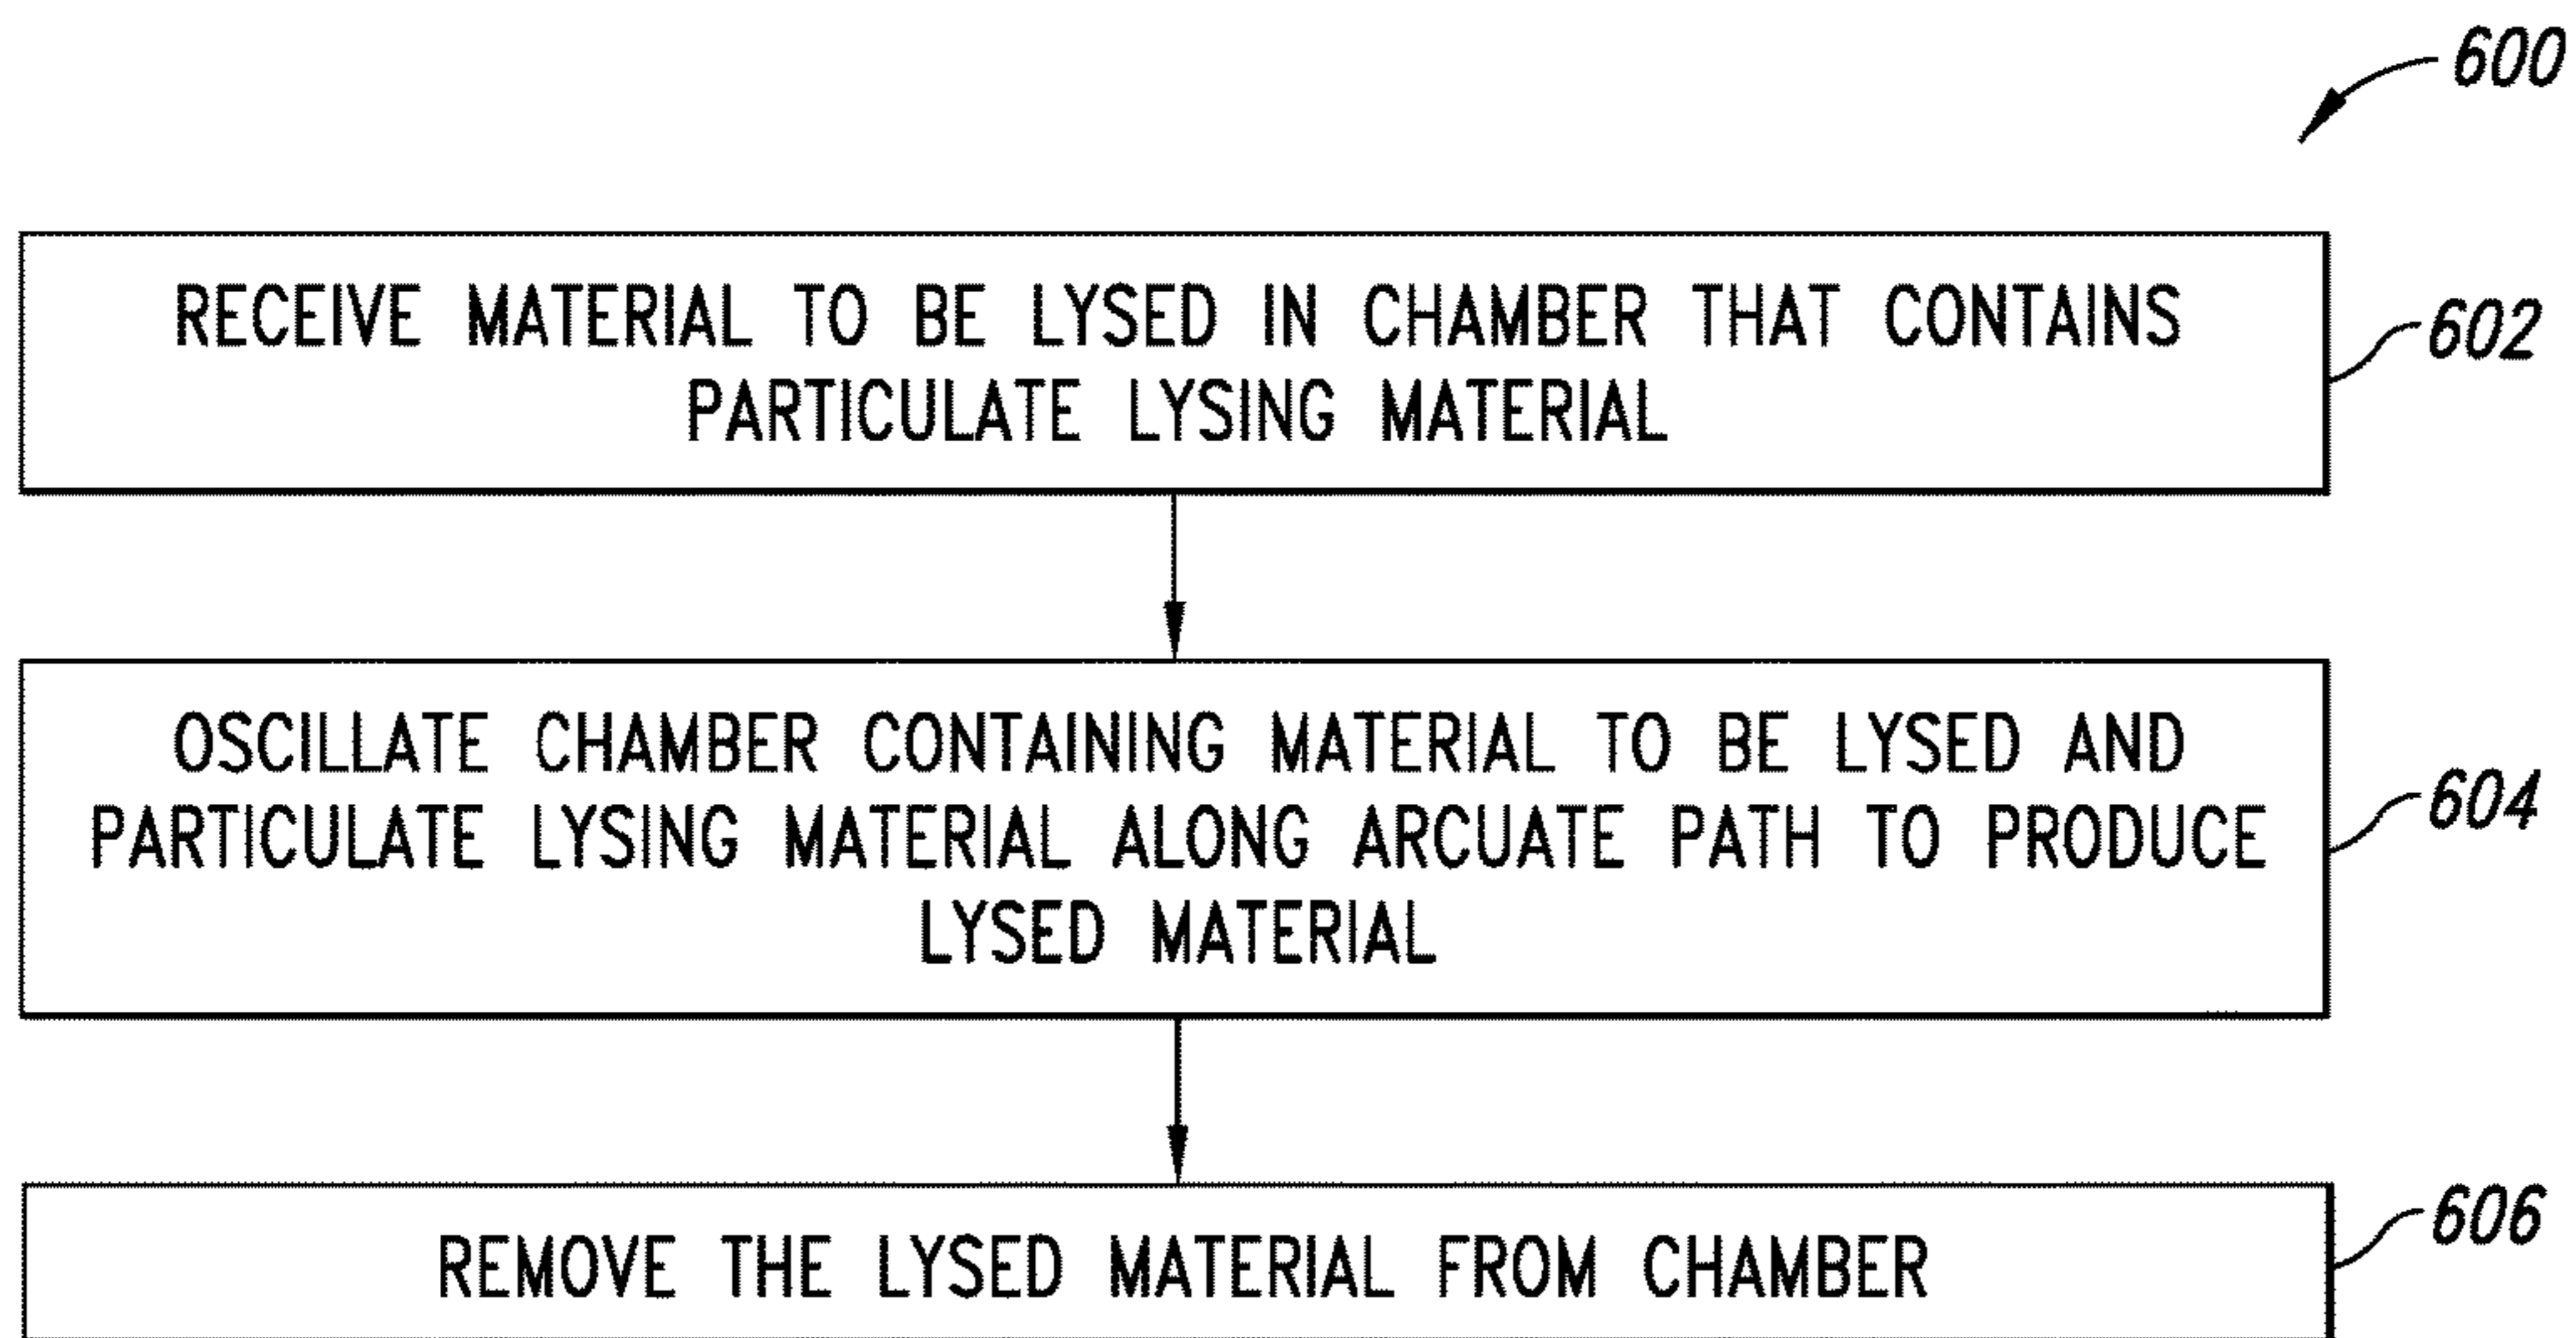 600
RECEIVE MATERIAL TO BE LYSED IN CHAMBER THAT CONTAINS
PARTICULATE LYSING MATERIAL
602
OSCILLATE CHAMBER CONTAINING MATERIAL TO BE LYSED AND
PARTICULATE LYSING MATERIAL ALONG ARCUATE PATH TO PRODUCE
LYSED MATERIAL
604
REMOVE THE LYSED MATERIAL FROM CHAMBER
606